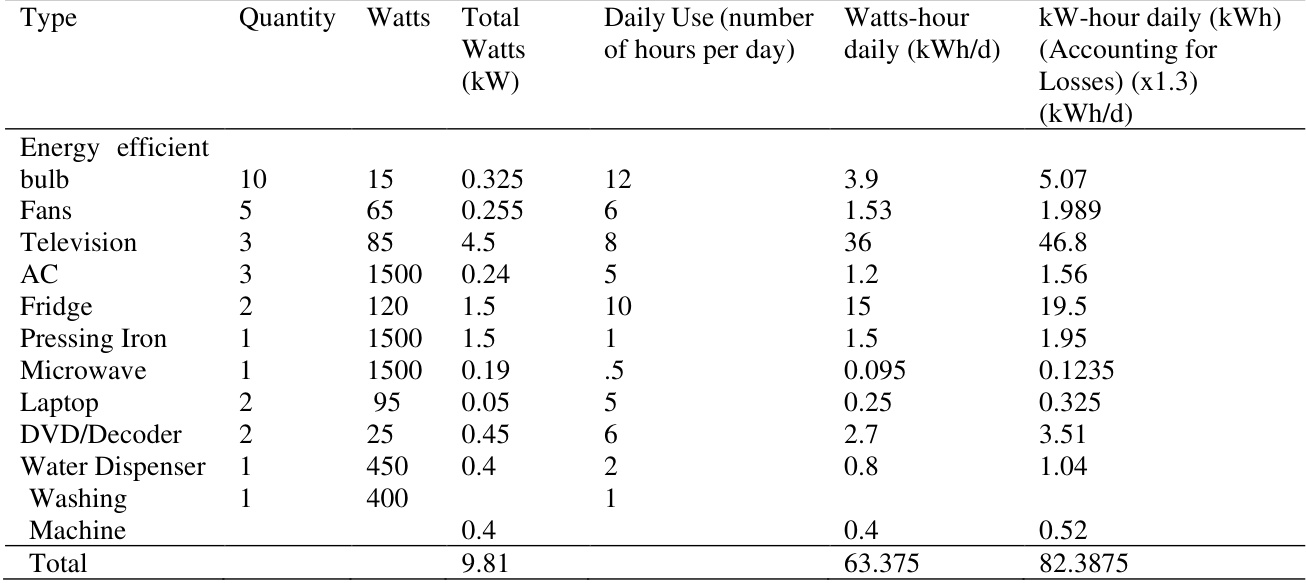 Type Quantity Watts Total Daily Use (number Watts-hour kW-hour daily (kWh)
Watts of hours per day) daily (kWh/d) (Accounting for
(kW) Losses) (x1.3)
(kWh/d)
Energy efficient
bulb 10 15 0.325 12 3.9 5.07
Fans 5 65 0.255 6 1.53 1.989
Television 3 85 4.5 8 36 46.8
AC 3 1500 0.24 5 1.2 1.56
Fridge 2 120 1.5 10 15 19.5
Pressing Iron 1 1500 1.5 1 1.5 1.95
Microwave 1 1500 0.19 .5 0.095 0.1235
Laptop 2 95 0.05 5 0.25 0.325
DVD/Decoder 2 25 0.45 6 2.7 3.51
Water Dispenser 1 450 0.4 2 0.8 1.04
Washing 1 400 1
Machine 0.4 0.4 0.52
Total 9.81 63.375 82.3875